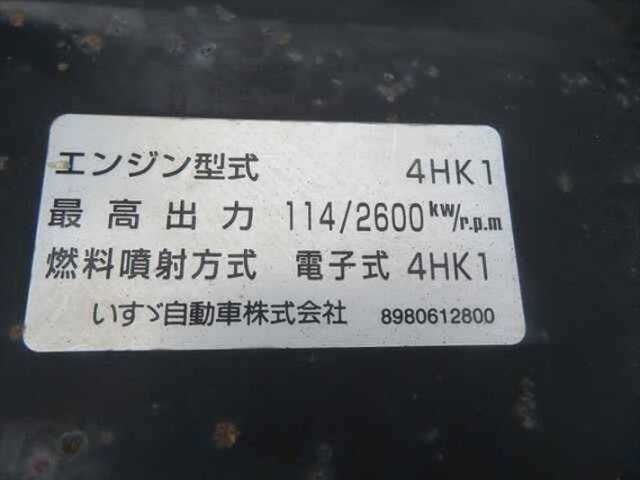 エンジン型式 4HK1
最高出力 114/2600 kw/r.p.m
燃料噴射方式 電子式 4HK1
いすゞ自動車株式会社 8980612800